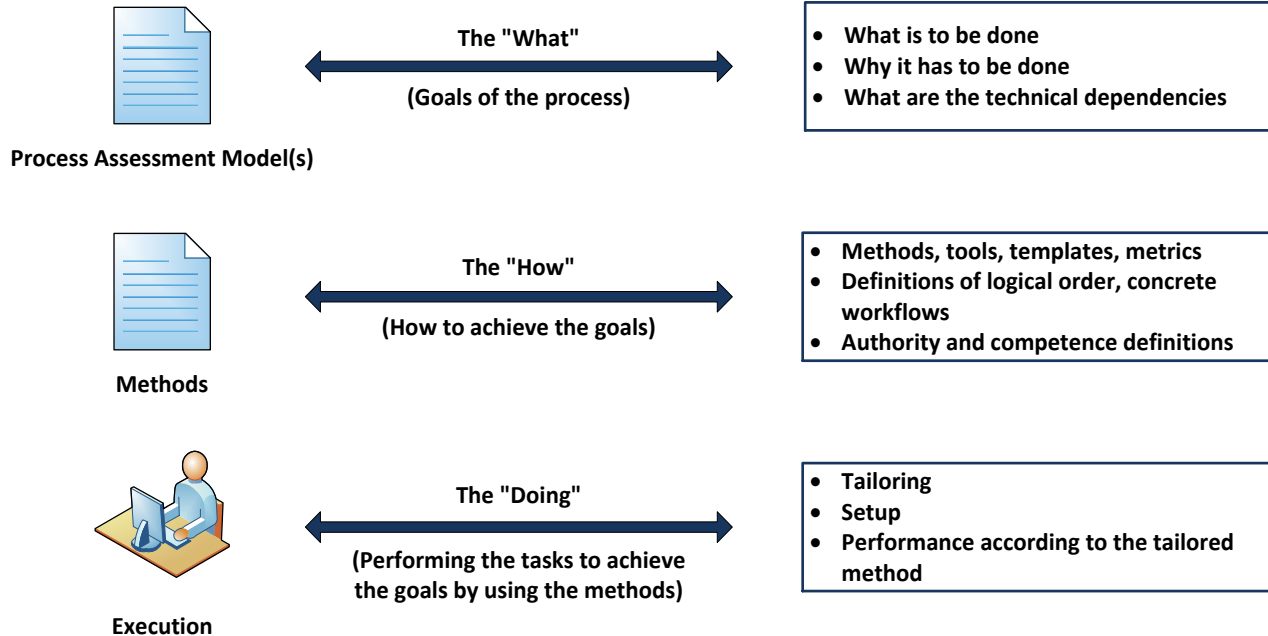 The "What"
(Goals of the process)
Process Assessment Model(s)
• What is to be done
• Why it has to be done
• What are the technical dependencies
The "How"
(How to achieve the goals)
Methods
• Methods, tools, templates, metrics
• Definitions of logical order, concrete
workflows
• Authority and competence definitions
The "Doing"
(Performing the tasks to achieve
the goals by using the methods)
Execution
• Tailoring
• Setup
• Performance according to the tailored
method